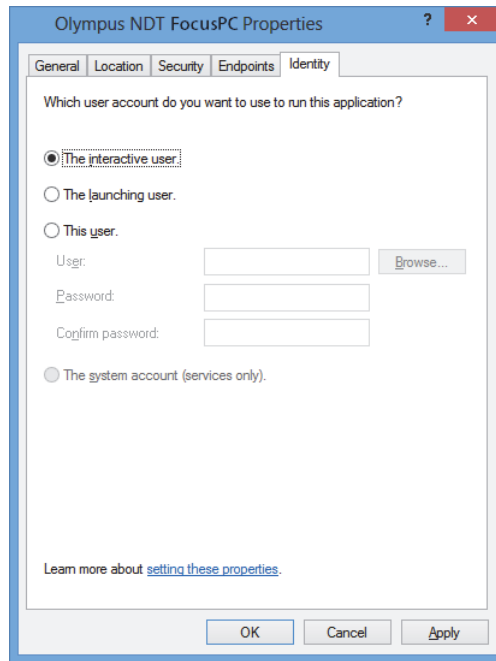 Olympus NDT FocusPC Properties ? ×
General Location Security Endpoints Identity
Which user account do you want to use to run this application?
The interactive user.
The launching user.
This user.
User: Browse...
Password:
Confirm password:
The system account (services only).
Learn more about setting these properties.
OK Cancel Apply